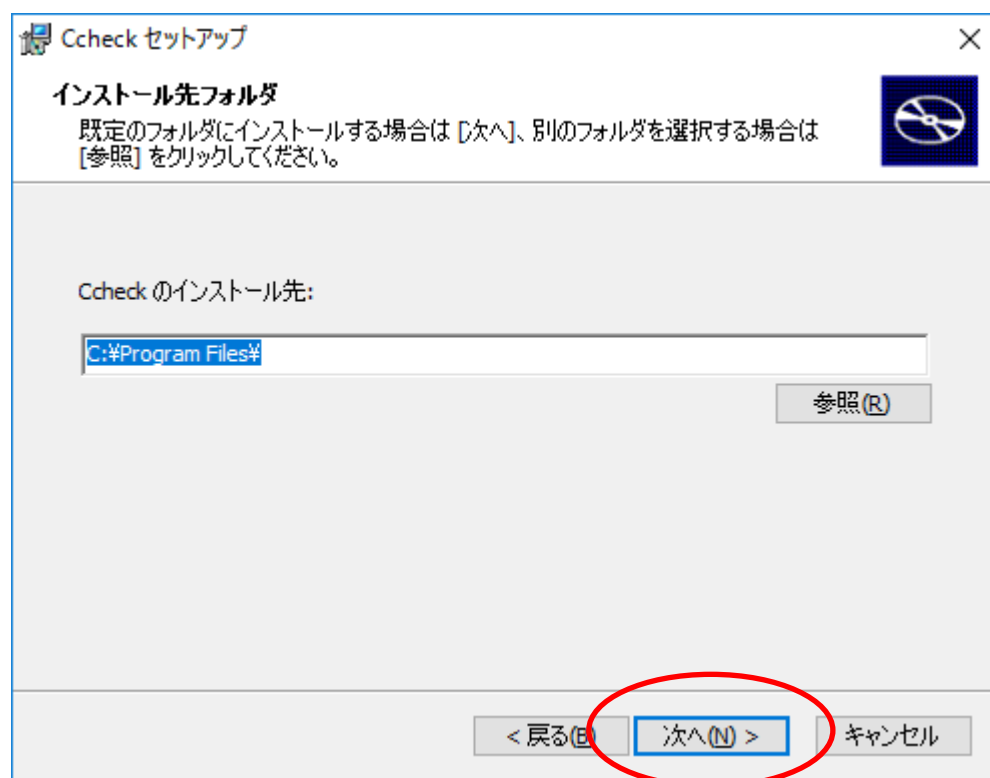 Ccheck セットアップ
インストール先フォルダ
既定のフォルダにインストールする場合は [次へ]、別のフォルダを選択する場合は
[参照] をクリックしてください。
Ccheck のインストール先:
C:¥Program Files¥
参照(R)
< 戻る(B)
次へ(N) >
キャンセル